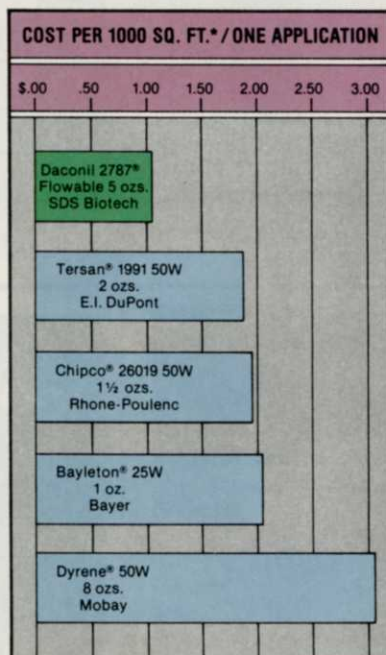 COST PER 1000 SQ. FT.*/ONE APPLICATION
$.00 .50 1.00 1.50 2.00 2.50 3.00
Daconil 2787®
Flowable 5 ozs.
SDS Biotech
Tersan® 1991 50W
2 ozs.
E.I. DuPont
Chipco® 26019 50W
1½ ozs.
Rhone-Poulenc
Bayleton® 25W
1 oz.
Bayer
Dyrene® 50W
8 ozs.
Mobay